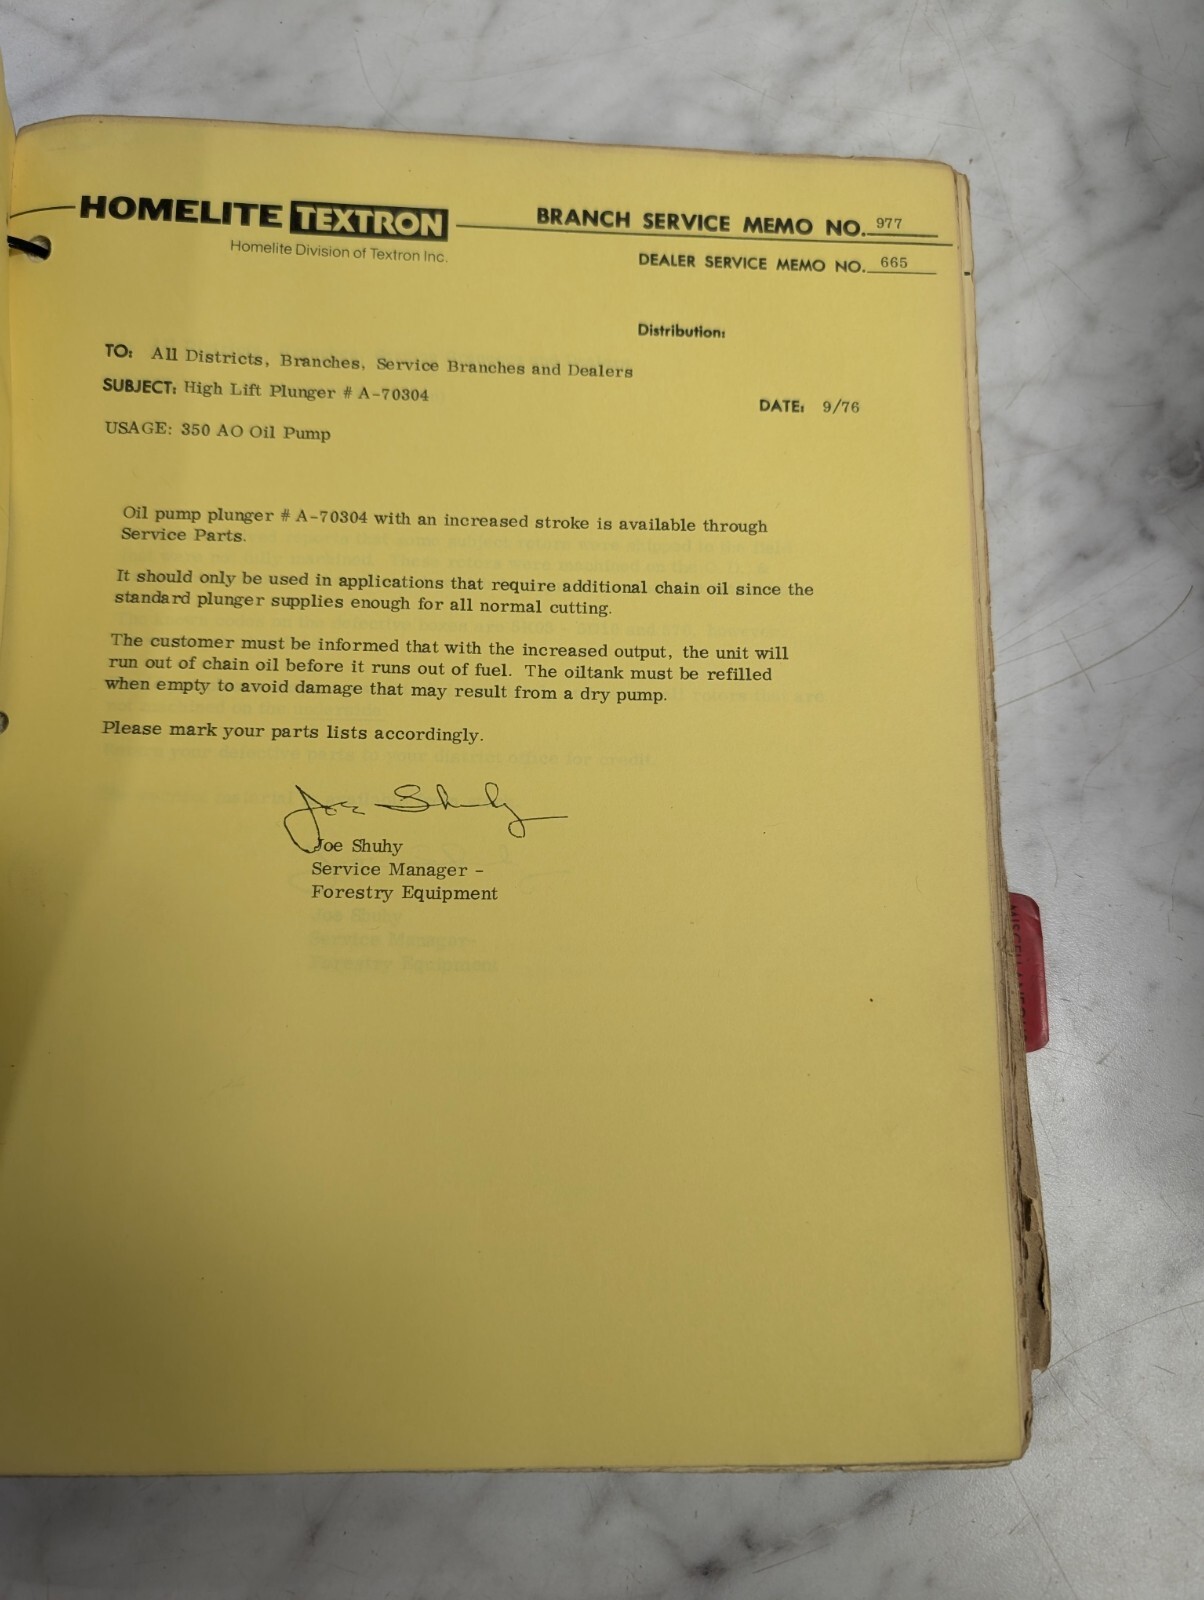 HOMELITE TEXTRON
Homelite Division of Textron Inc.
BRANCH SERVICE MEMO NO. 977
DEALER SERVICE MEMO NO. 665
Distribution:
TO: All Districts, Branches, Service Branches and Dealers
SUBJECT: High Lift Plunger # A-70304
DATE: 9/76
USAGE: 350 AO Oil Pump
Oil pump plunger # A-70304 with an increased stroke is available through
Service Parts.
It should only be used in applications that require additional chain oil since the
standard plunger supplies enough for all normal cutting.
The customer must be informed that with the increased output, the unit will
run out of chain oil before it runs out of fuel. The oiltank must be refilled
when empty to avoid damage that may result from a dry pump.
Please mark your parts lists accordingly.
Joe Shuhy
Joe Shuhy
Service Manager -
Forestry Equipment